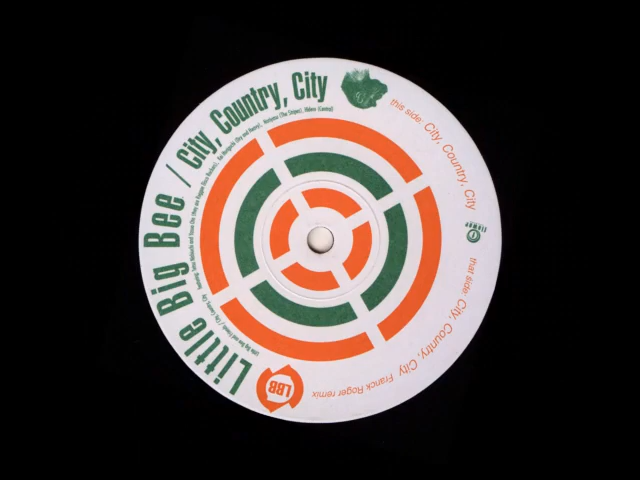 Little Big Bee / City, Country, City
this side: City, Country, City
that side: City, Country, City Franck Roger remix
LBB